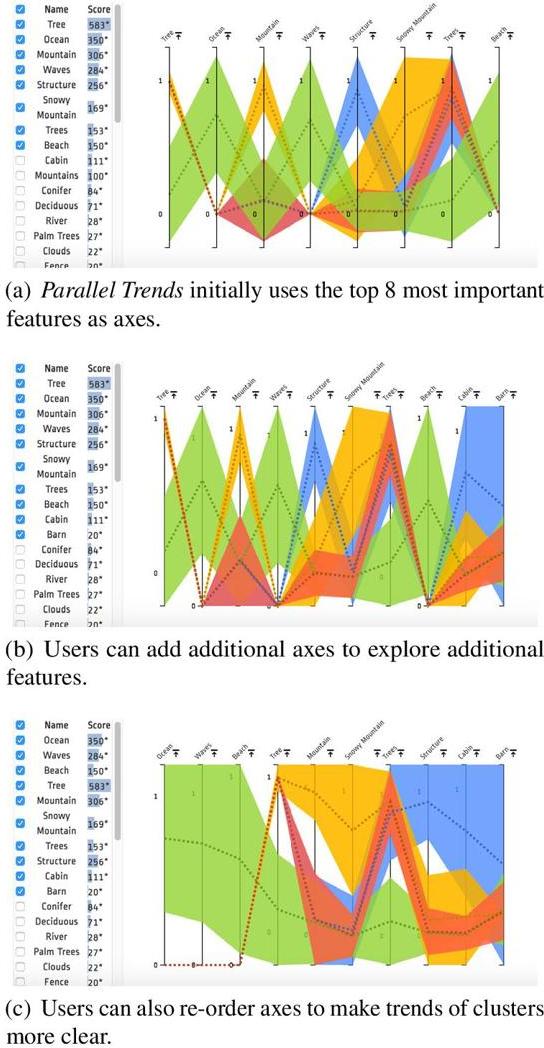 Name Score
Tree 583*
Ocean 350*
Mountain 306*
Waves 284*
Structure 256*
Snowy
Mountain 169*
Trees 153*
Beach 150*
Cabin 111*
Mountains 100*
Conifer 84*
Deciduous 71*
River 28*
Palm Trees 27*
Clouds 22*
Fence 20*
Tree Ocean Mountain Waves Structure Snowy Mountain Trees Beach
1 1 1 1 1 1 1
0 0 0 0 0 0 0 0
(a) Parallel Trends initially uses the top 8 most important
features as axes.
Name Score
Tree 583*
Ocean 350*
Mountain 306*
Waves 284*
Structure 256*
Snowy
Mountain 169*
Trees 153*
Beach 150*
Cabin 111*
Barn 20*
Conifer 84*
Deciduous 71*
River 28*
Palm Trees 27*
Clouds 22*
Fence 20*
Tree Ocean Mountain Waves Structure Snowy Mountain Trees Beach Cabin Barn
1 1 1 1 1 1
0 0 0 0 0
(b) Users can add additional axes to explore additional
features.
Name Score
Ocean 350*
Waves 284*
Beach 150*
Tree 583*
Mountain 306*
Snowy
Mountain 169*
Trees 153*
Structure 256*
Cabin 111*
Barn 20*
Conifer 84*
Deciduous 71*
River 28*
Palm Trees 27*
Clouds 22*
Fence 20*
Ocean Waves Beach Tree Mountain Snowy Mountain Trees Structure Cabin Barn
1 1 1 1 1 1 1 1
0 0 0 0
(c) Users can also re-order axes to make trends of clusters
more clear.